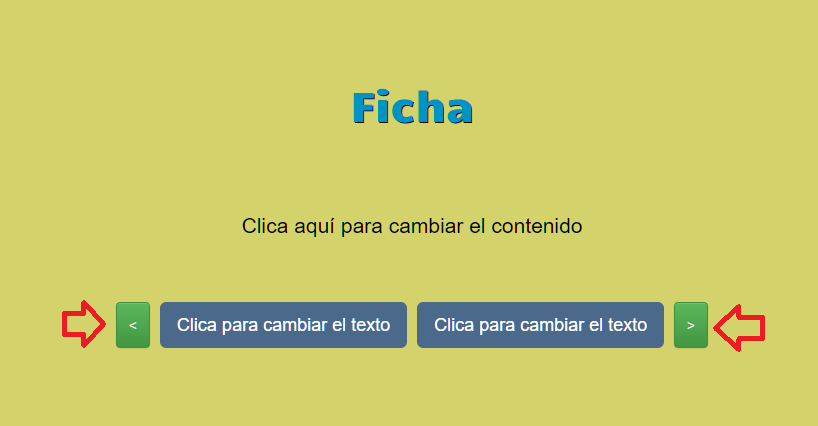 Ficha
Clica aquí para cambiar el contenido
< Clica para cambiar el texto Clica para cambiar el texto >